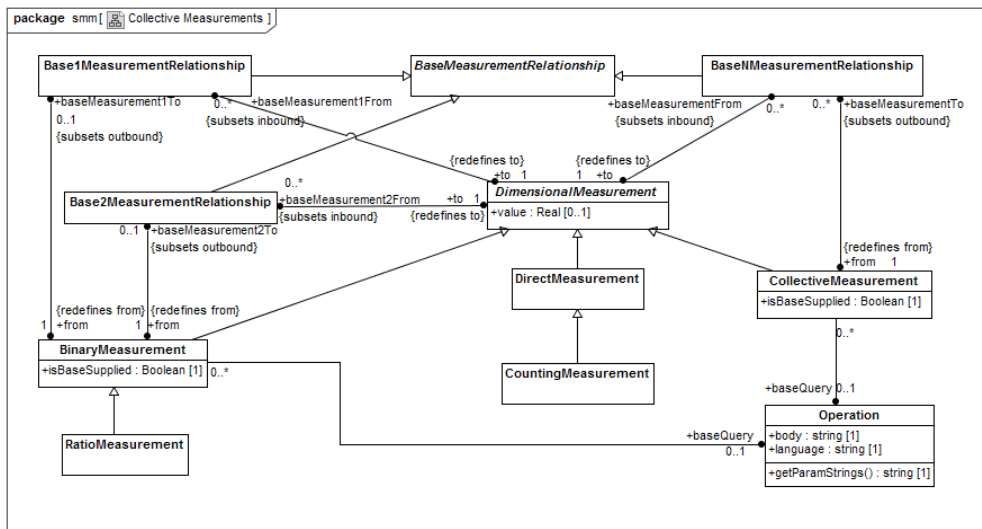 package smm[ Collective Measurements ]
Base1MeasurementRelationship
BaseMeasurementRelationship
BaseNMeasurementRelationship
+baseMeasurement1To
0..1
{subsets outbound}
0..*
+baseMeasurement1From
{subsets inbound}
+baseMeasurementFrom
{subsets inbound}
0..*
0..*
+baseMeasurementTo
{subsets outbound}
{redefines to}
+to 1
{redefines to}
1 +to
Base2MeasurementRelationship
0..*
+baseMeasurement2From
{subsets inbound}
+to 1
{redefines to}
DimensionalMeasurement
+value : Real [0..1]
0..1
+baseMeasurement2To
{subsets outbound}
{redefines from}
+from 1
DirectMeasurement
CollectiveMeasurement
+isBaseSupplied : Boolean [1]
{redefines from}
1 +from
{redefines from}
1 +from
BinaryMeasurement
+isBaseSupplied : Boolean [1]
0..*
CountingMeasurement
0..*
+baseQuery 0..1
RatioMeasurement
+baseQuery
0..1
Operation
+body : string [1]
+language : string [1]
+getParamStrings() : string [1]